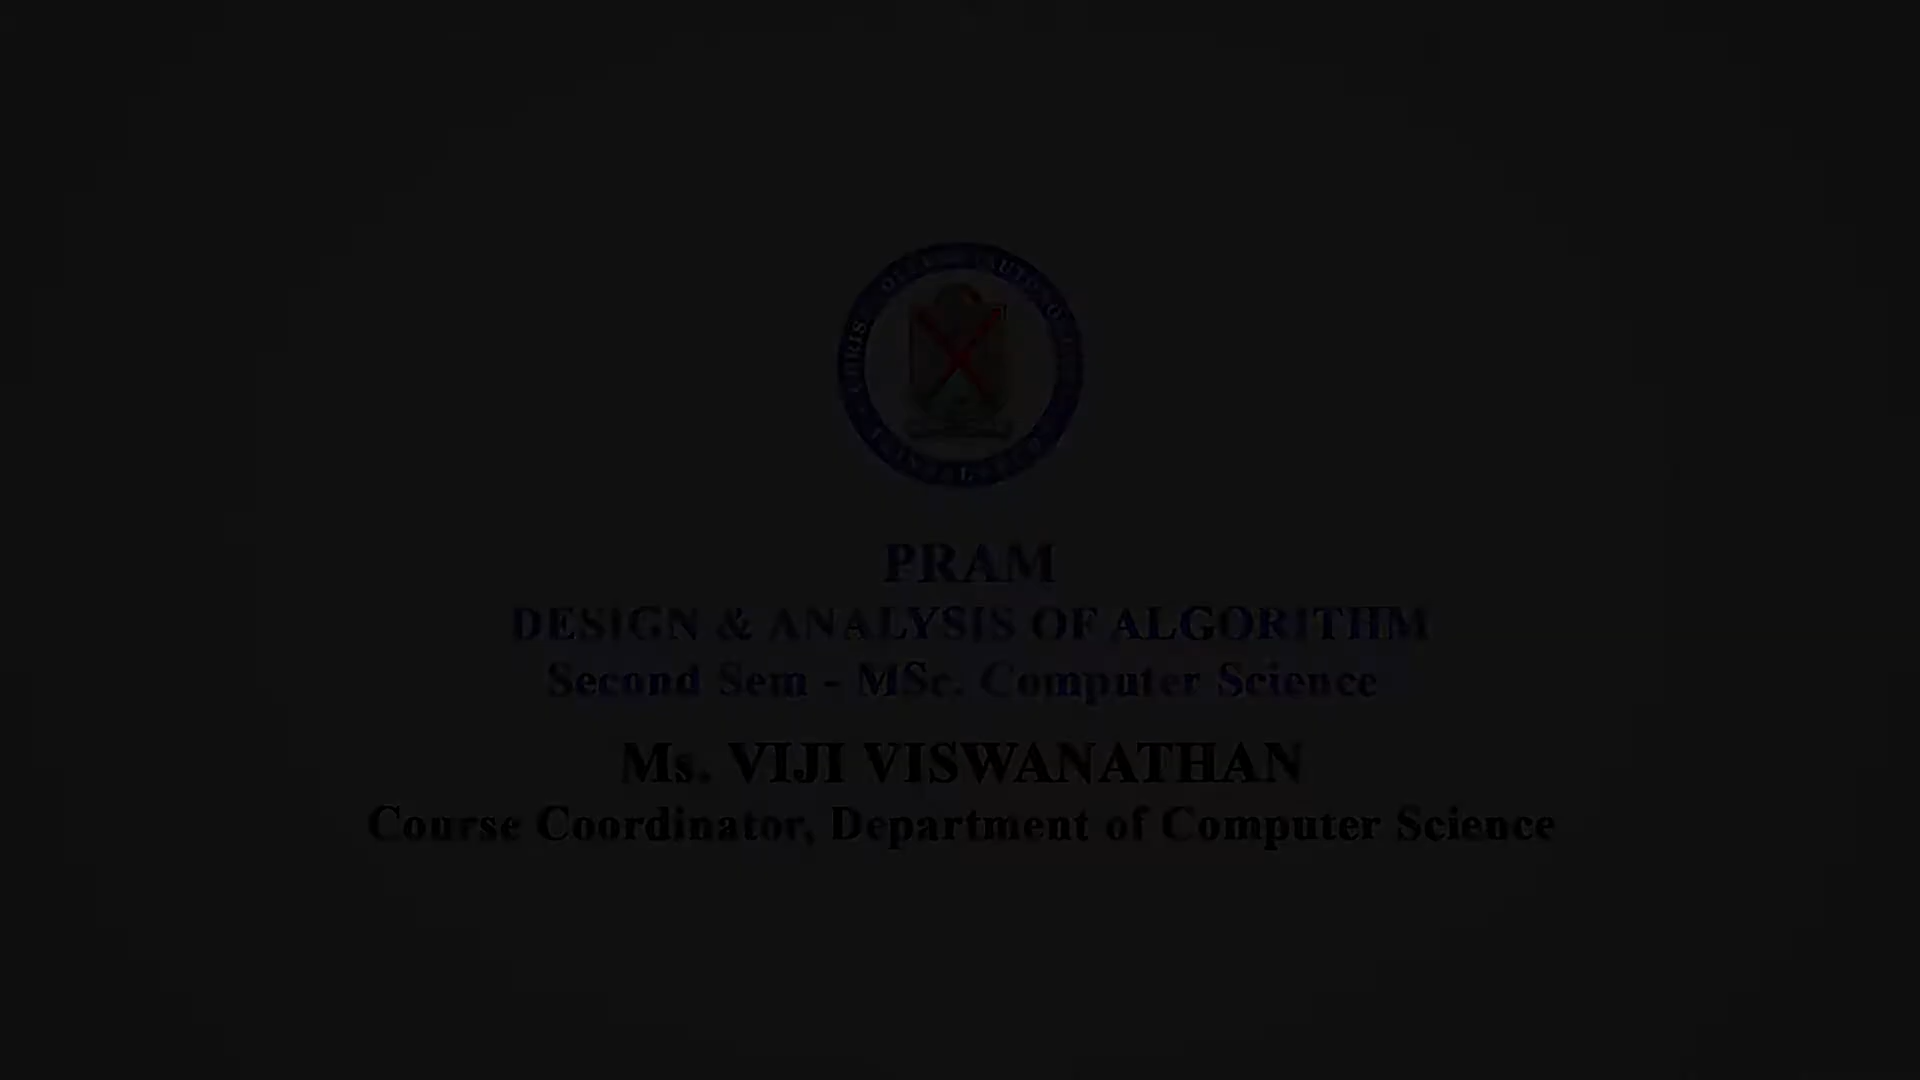 PRAM
DESIGN & ANALYSIS OF ALGORITHM
Second Sem - MSc. Computer Science
Ms. VIJI VISWANATHAN
Course Coordinator, Department of Computer Science